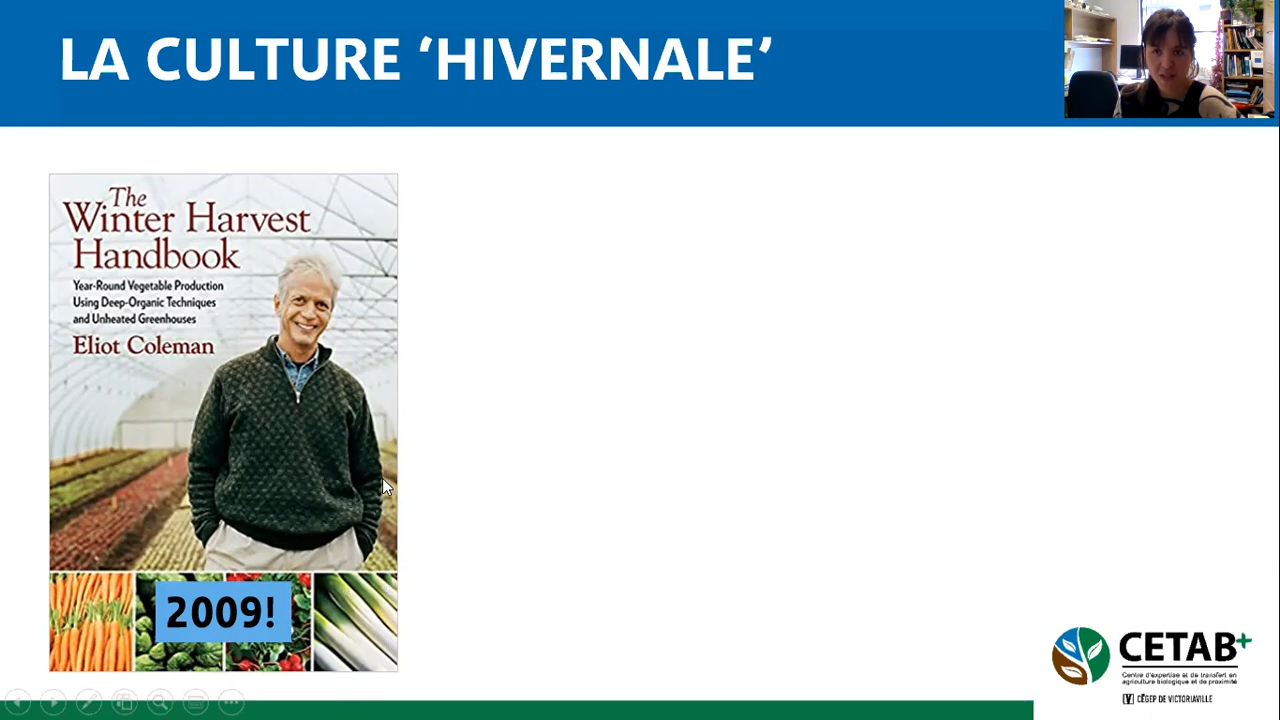 LA CULTURE ‘HIVERNALE’
The
Winter Harvest
Handbook
Year-Round Vegetable Production
Using Deep-Organic Techniques
and Unheated Greenhouses
Eliot Coleman
2009!
CETAB+
Centre d'expertise et de transfert en
agriculture biologique et de proximité
CÉGEP DE VICTORIAVILLE